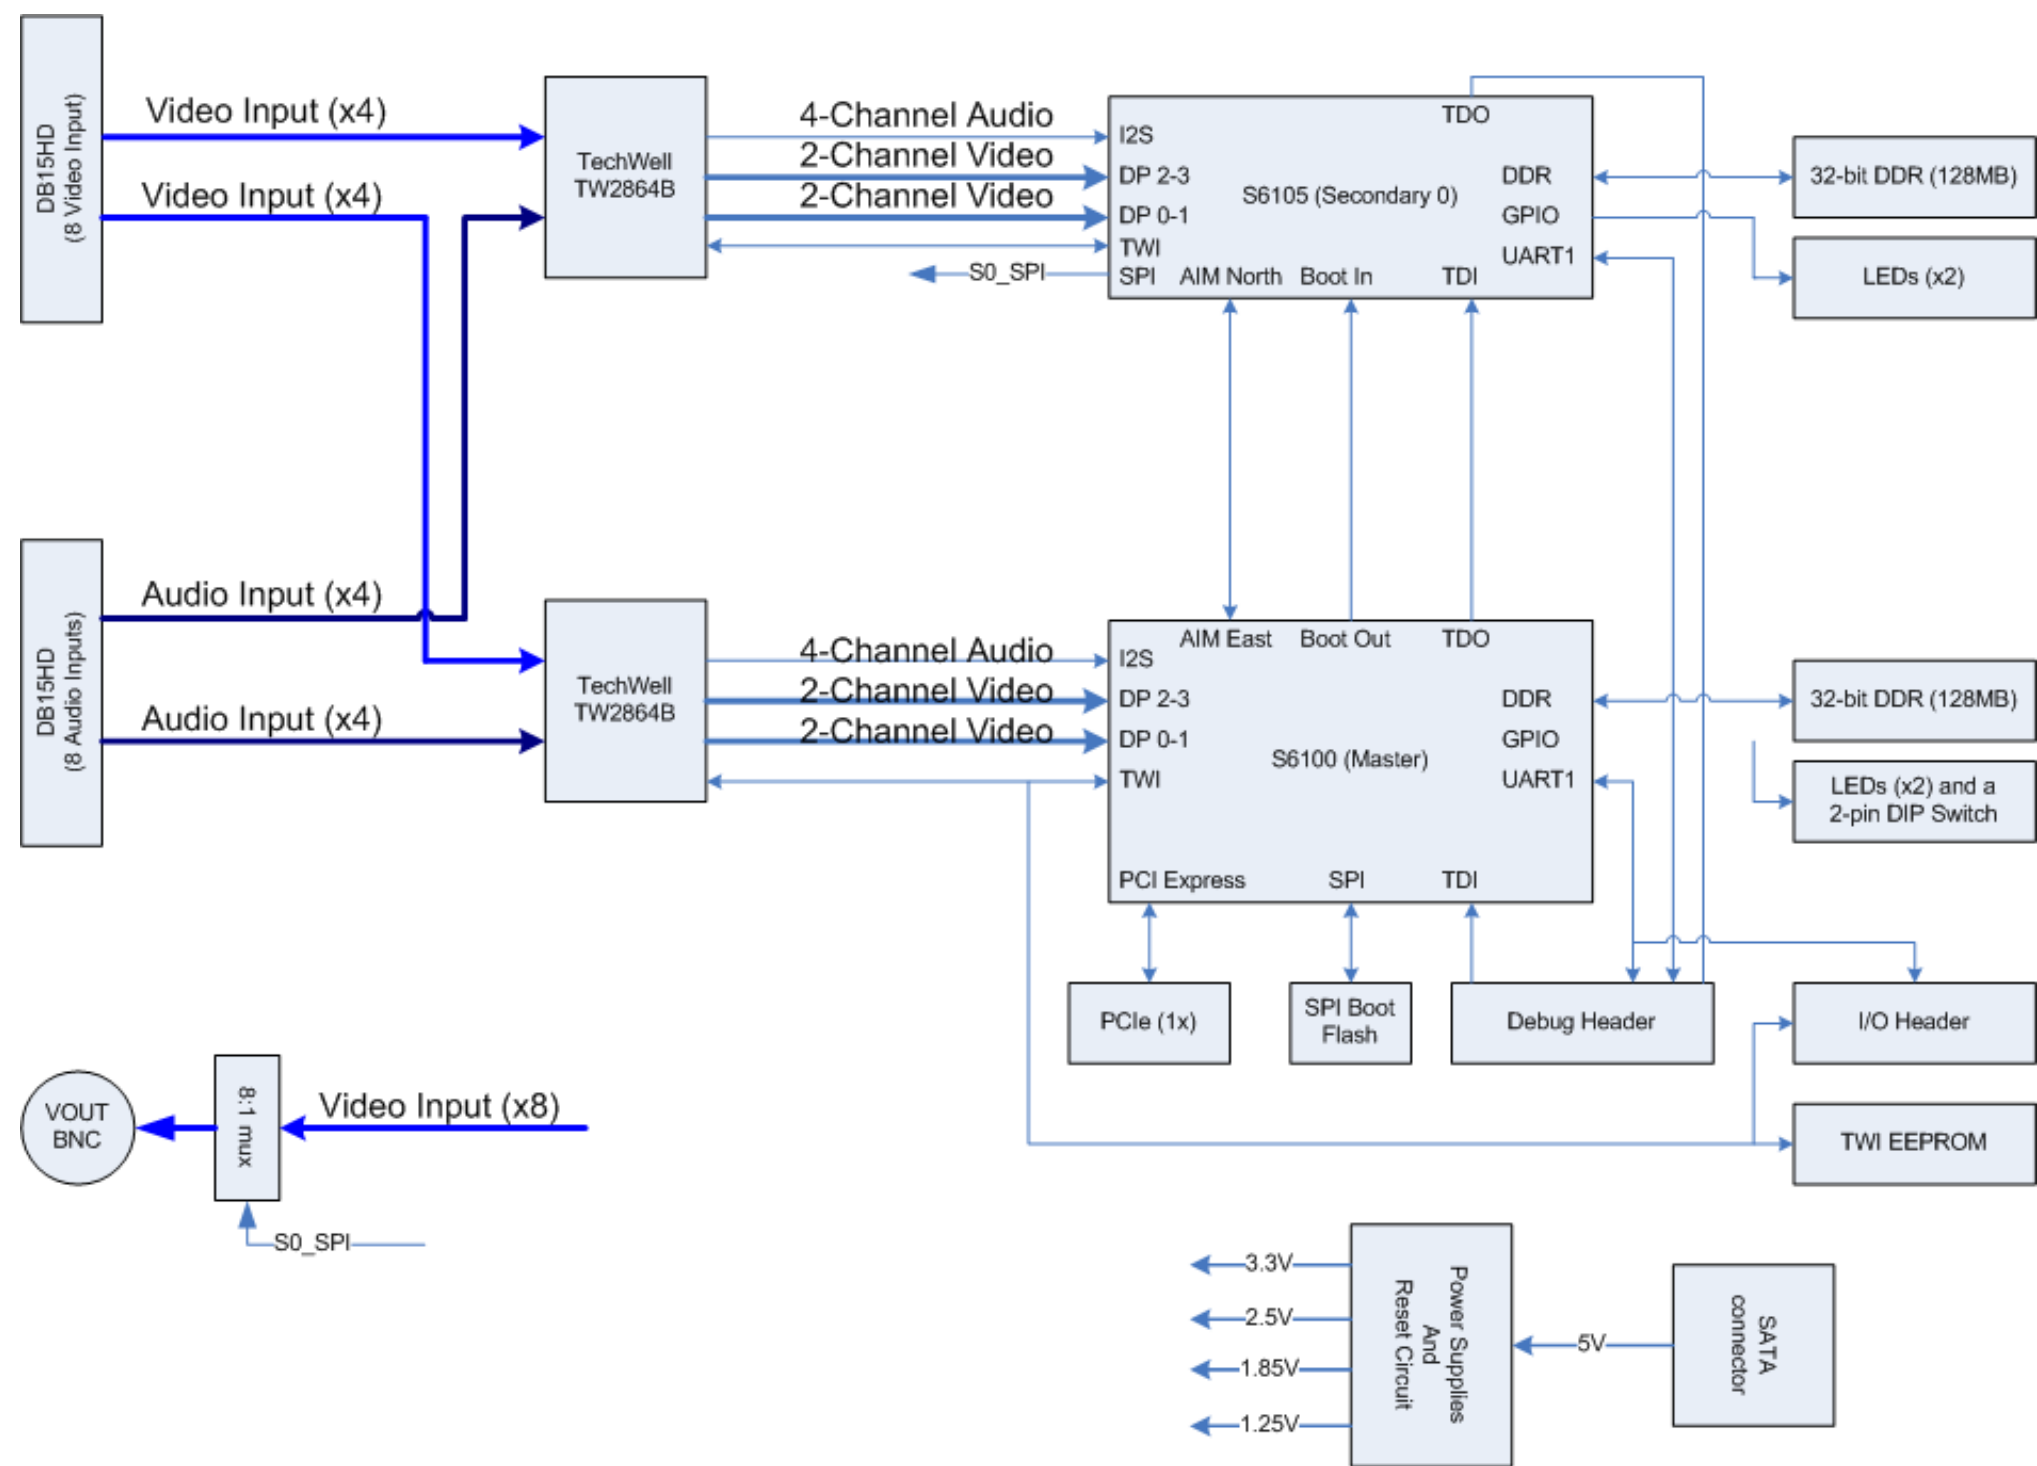 DB15HD
(8 Video Input)
Video Input (x4)
Video Input (x4)
TechWell
TW2864B
4-Channel Audio
2-Channel Video
2-Channel Video
S0_SPI
I2S
DP 2-3
DP 0-1
TWI
SPI
AIM North
Boot In
TDI
S6105 (Secondary 0)
TDO
DDR
GPIO
UART1
32-bit DDR (128MB)
LEDs (x2)
DB15HD
(8 Audio Inputs)
Audio Input (x4)
Audio Input (x4)
TechWell
TW2864B
4-Channel Audio
2-Channel Video
2-Channel Video
AIM East
Boot Out
TDO
I2S
DP 2-3
DP 0-1
TWI
S6100 (Master)
DDR
GPIO
UART1
PCI Express
SPI
TDI
32-bit DDR (128MB)
LEDs (x2) and a
2-pin DIP Switch
PCIe (1x)
SPI Boot
Flash
Debug Header
I/O Header
TWI EEPROM
VOUT
BNC
8:1 mux
Video Input (x8)
S0_SPI
3.3V
2.5V
1.85V
1.25V
Power Supplies
And
Reset Circuit
5V
SATA
connector